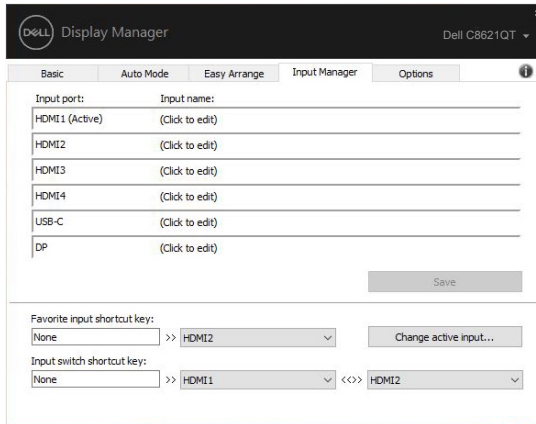 DELL Display Manager
Dell C8621QT
Basic Auto Mode Easy Arrange Input Manager Options
Input port: Input name:
HDMI1 (Active) (Click to edit)
HDMI2 (Click to edit)
HDMI3 (Click to edit)
HDMI4 (Click to edit)
USB-C (Click to edit)
DP (Click to edit)
Save
Favorite input shortcut key:
None >> HDMI2 Change active input...
Input switch shortcut key:
None >> HDMI1 <<>> HDMI2